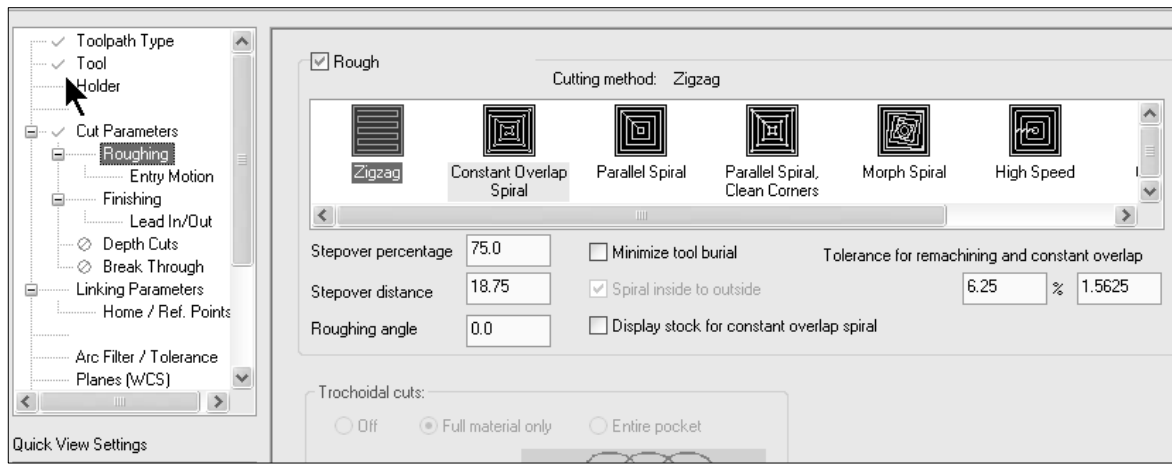 Toolpath Type
Tool
Holder
Cut Parameters
Roughing
Entry Motion
Finishing
Lead In/Out
Depth Cuts
Break Through
Linking Parameters
Home / Ref. Points
Arc Filter / Tolerance
Planes (WCS)
Quick View Settings
Rough
Cutting method: Zigzag
Zigzag
Constant Overlap
Spiral
Parallel Spiral
Parallel Spiral,
Clean Corners
Morph Spiral
High Speed
Stepover percentage 75.0
Minimize tool burial
Tolerance for remachining and constant overlap
Stepover distance 18.75
Spiral inside to outside
6.25 % 1.5625
Roughing angle 0.0
Display stock for constant overlap spiral
Trochoidal cuts:
Off Full material only Entire pocket